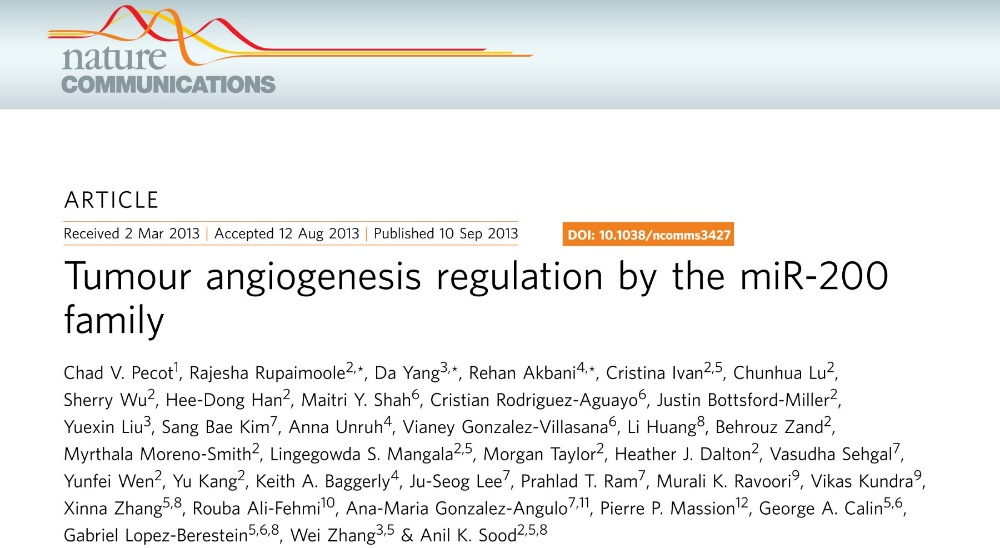 nature
COMMUNICATIONS
ARTICLE
Received 2 Mar 2013 | Accepted 12 Aug 2013 | Published 10 Sep 2013
DOI: 10.1038/ncomms3427
Tumour angiogenesis regulation by the miR-200
family
Chad V. Pecot1, Rajesha Rupaimoole2,*, Da Yang3,*, Rehan Akbani4,*, Cristina Ivan2,5, Chunhua Lu2,
Sherry Wu2, Hee-Dong Han2, Maitri Y. Shah6, Cristian Rodriguez-Aguayo6, Justin Bottsford-Miller2,
Yuexin Liu3, Sang Bae Kim7, Anna Unruh4, Vianey Gonzalez-Villasana6, Li Huang8, Behrouz Zand2,
Myrthala Moreno-Smith2, Lingegowda S. Mangala2,5, Morgan Taylor2, Heather J. Dalton2, Vasudha Sehgal7,
Yunfei Wen2, Yu Kang2, Keith A. Baggerly4, Ju-Seog Lee7, Prahlad T. Ram7, Murali K. Ravoori9, Vikas Kundra9,
Xinna Zhang5,8, Rouba Ali-Fehmi10, Ana-Maria Gonzalez-Angulo7,11, Pierre P. Massion12, George A. Calin5,6,
Gabriel Lopez-Berestein5,6,8, Wei Zhang3,5 & Anil K. Sood2,5,8